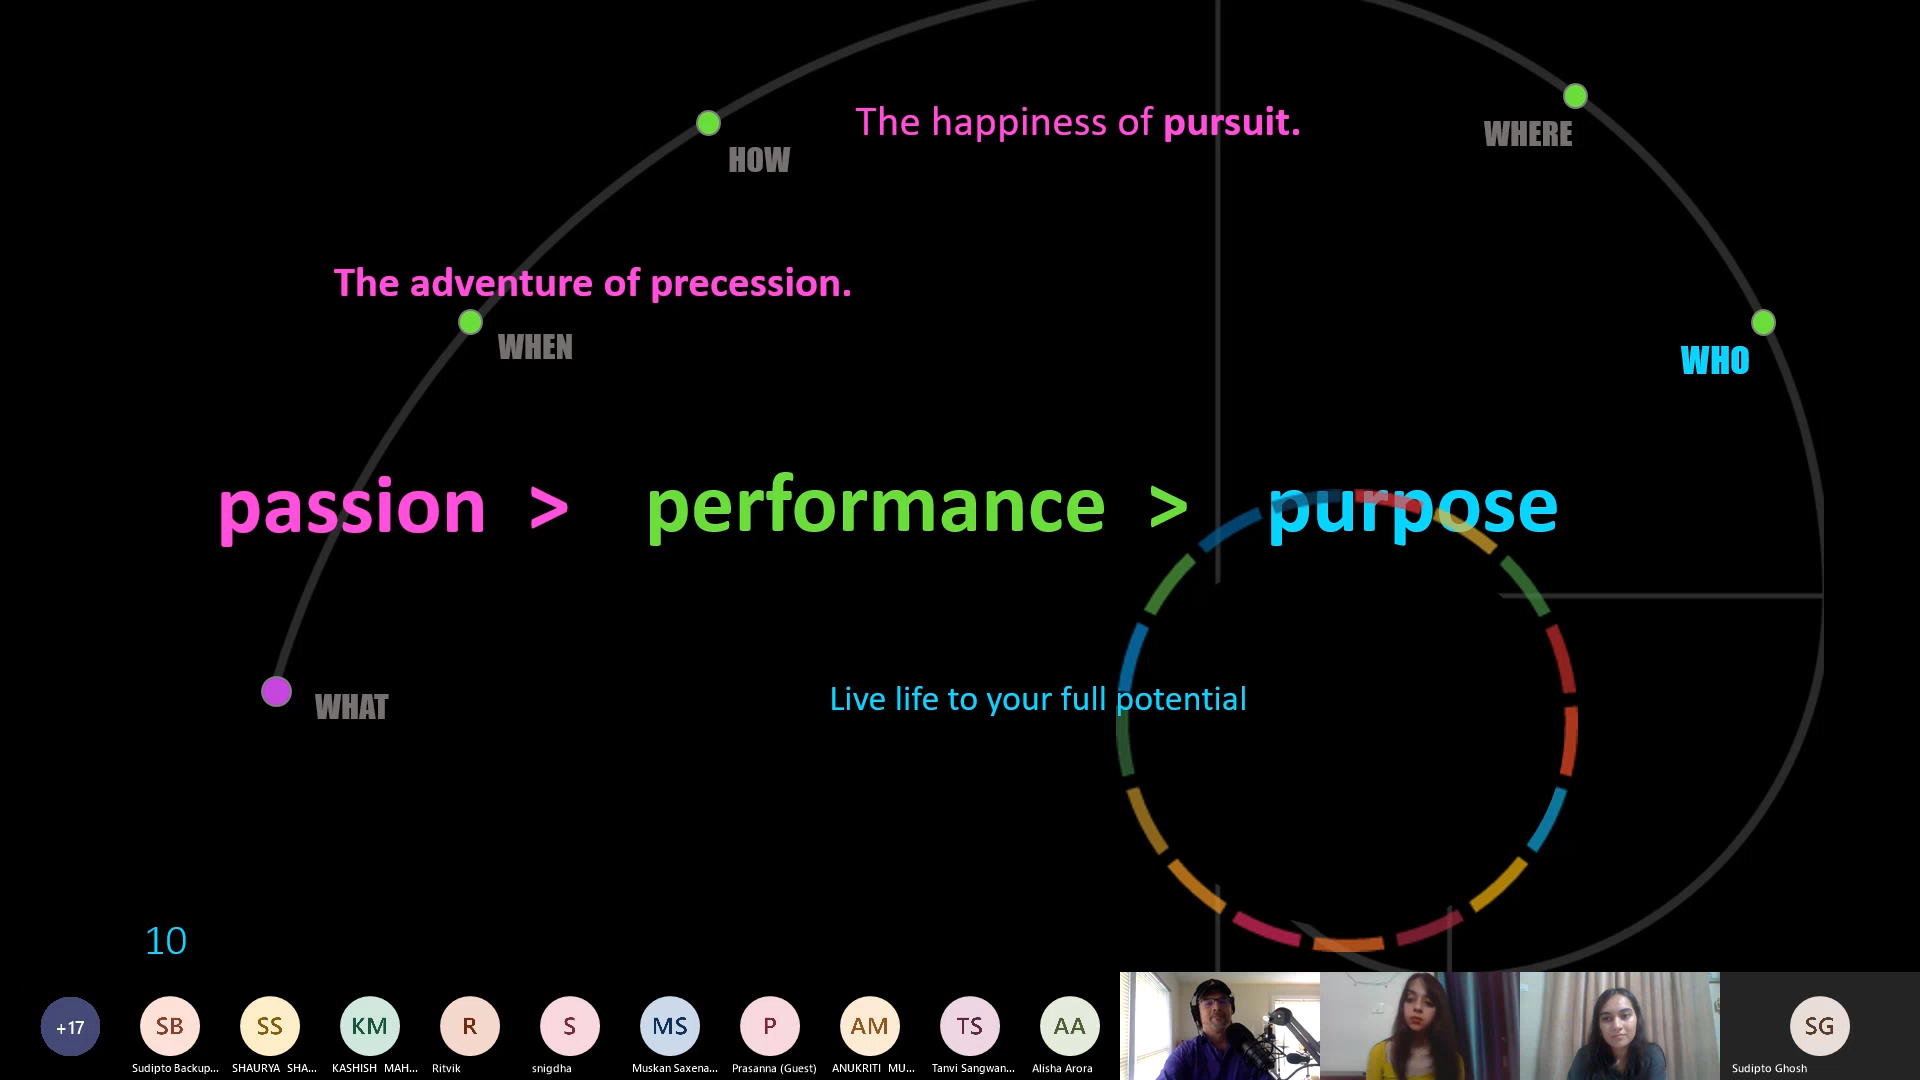 The happiness of pursuit.
WHERE
HOW
The adventure of precession.
WHEN
WHO
passion > performance > purpose
Live life to your full potential
WHAT
10
+17
SB
SS
KM
R
S
MS
P
AM
TS
AA
SG
Sudipto Backup...
SHAURYA SHA...
KASHISH MAH...
Ritvik
snigdha
Muskan Saxena...
Prasanna (Guest)
ANUKRITI MU...
Tanvi Sangwan...
Alisha Arora
Sudipto Ghosh